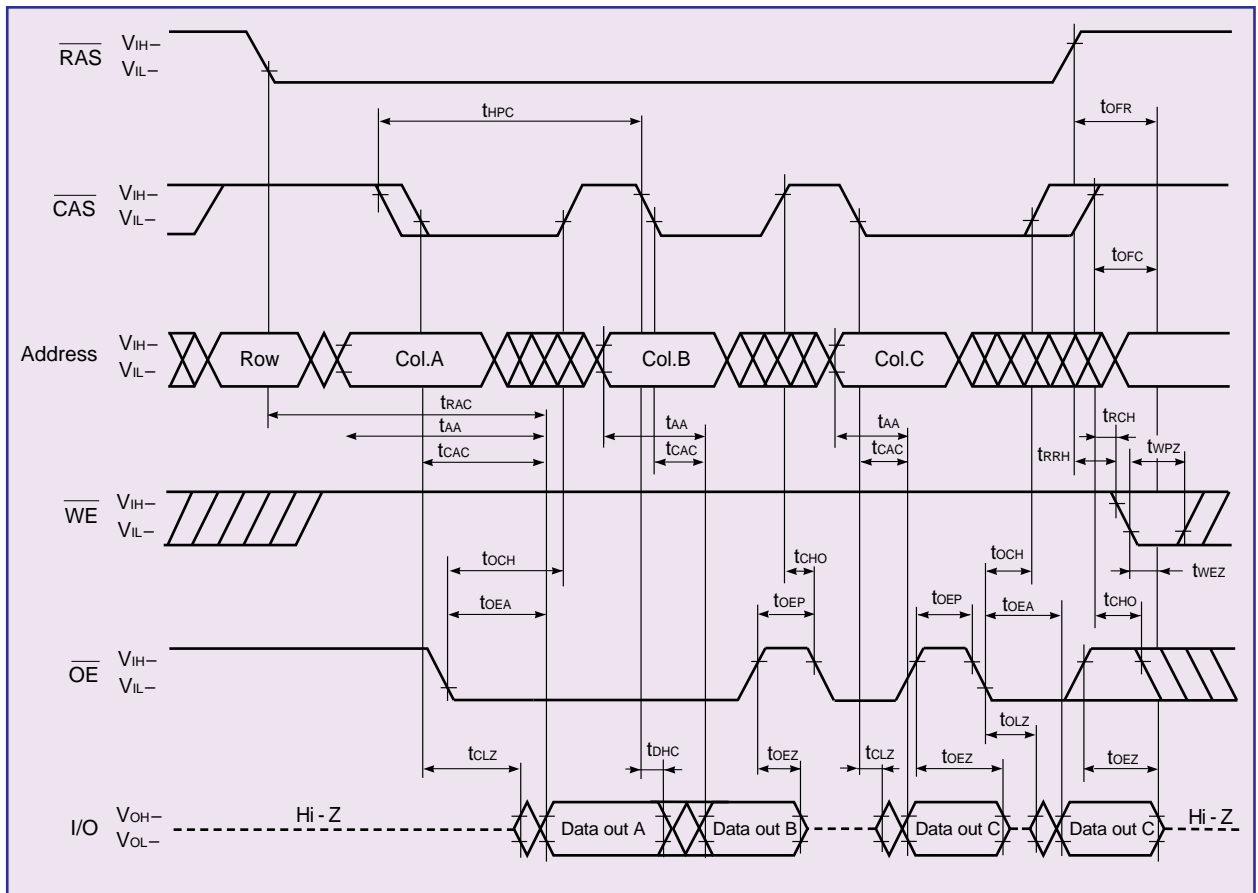 RAS VIH– VIL–
tHPC tOFR
CAS VIH– VIL–
tOFC
Address VIH– VIL– Row Col.A Col.B Col.C
tRAC
tAA tAA tAA
tCAC tCAC tCAC
tRCH
tRRH tWPZ
WE VIH– VIL–
tOCH tCHO tOCH tWEZ
tOEA tOEP tOEP tOEA tCHO
OE VIH– VIL–
tCLZ tDHC tOEZ tCLZ tOEZ tOLZ tOEZ
I/O VOH– VOL– Hi - Z Data out A Data out B Data out C Data out C Hi - Z